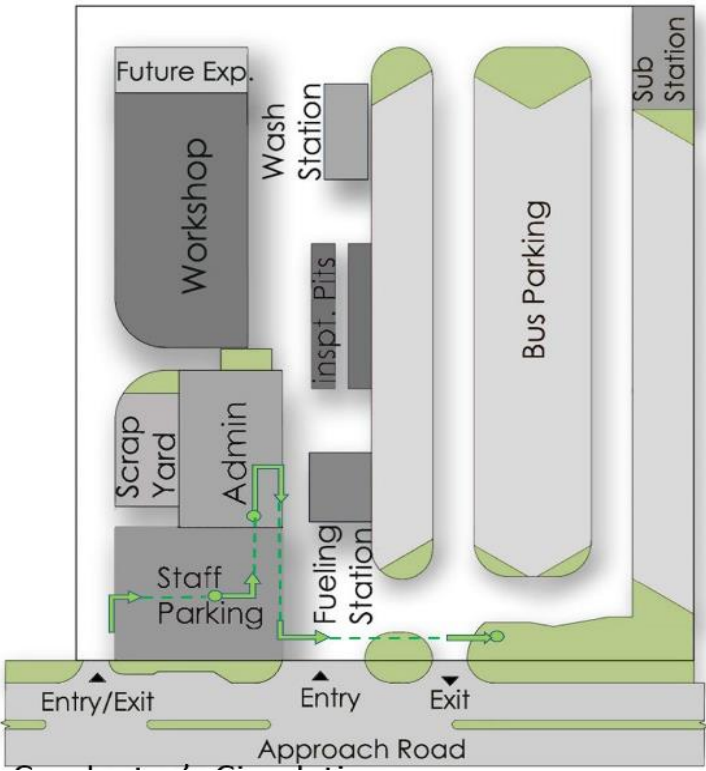 Future Exp.
Sub
Station
Wash
Station
Workshop
Bus Parking
inspt. Pits
Scrap
Yard
Admin
Staff
Parking
Fueling
Station
Entry/Exit
Entry
Exit
Approach Road